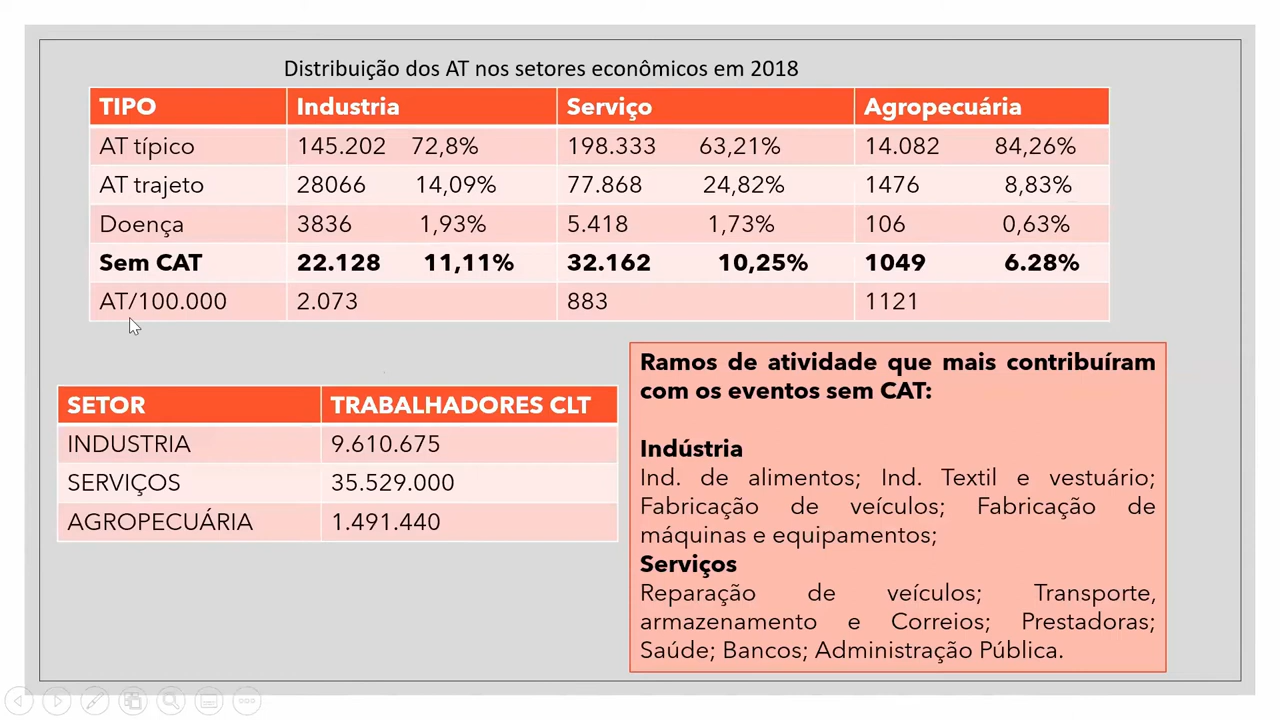 Distribuição dos AT nos setores econômicos em 2018
TIPO Industria Serviço Agropecuária
AT típico 145.202 72,8% 198.333 63,21% 14.082 84,26%
AT trajeto 28066 14,09% 77.868 24,82% 1476 8,83%
Doença 3836 1,93% 5.418 1,73% 106 0,63%
Sem CAT 22.128 11,11% 32.162 10,25% 1049 6.28%
AT/100.000 2.073 883 1121
SETOR TRABALHADORES CLT
INDUSTRIA 9.610.675
SERVIÇOS 35.529.000
AGROPECUÁRIA 1.491.440
Ramos de atividade que mais contribuíram
com os eventos sem CAT:
Indústria
Ind. de alimentos; Ind. Textil e vestuário;
Fabricação de veículos; Fabricação de
máquinas e equipamentos;
Serviços
Reparação de veículos; Transporte,
armazenamento e Correios; Prestadoras;
Saúde; Bancos; Administração Pública.